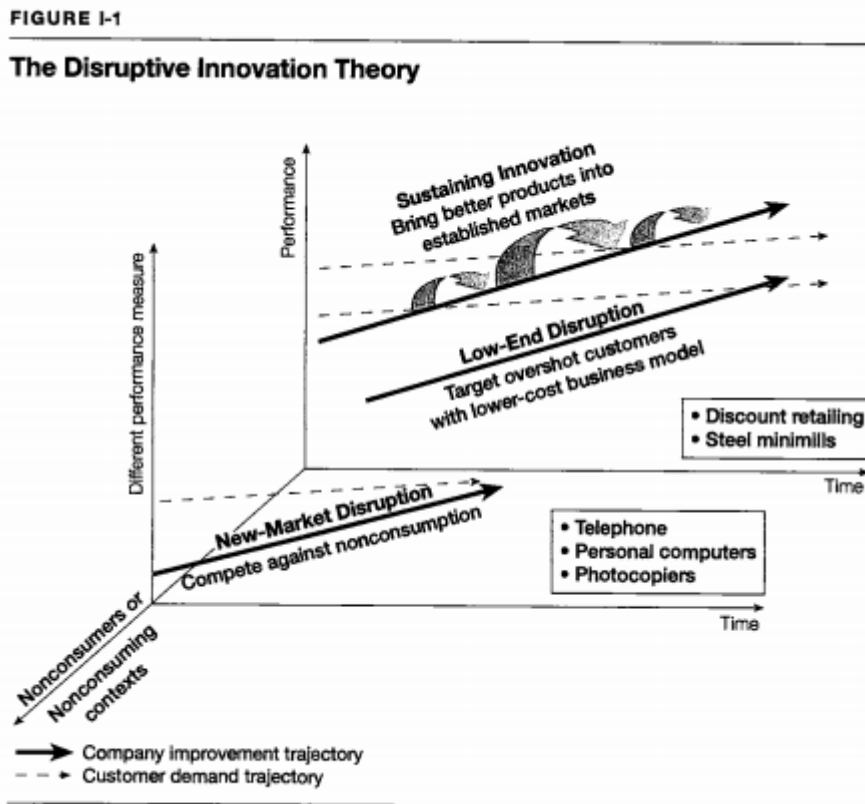 FIGURE I-1
The Disruptive Innovation Theory
Performance
Sustaining Innovation
Bring better products into
established markets
Different performance measure
Low-End Disruption
Target overshot customers
with lower-cost business model
• Discount retailing
• Steel minimills
Time
New-Market Disruption
Compete against nonconsumption
• Telephone
• Personal computers
• Photocopiers
Time
Nonconsumers or
Nonconsuming
contexts
Company improvement trajectory
Customer demand trajectory